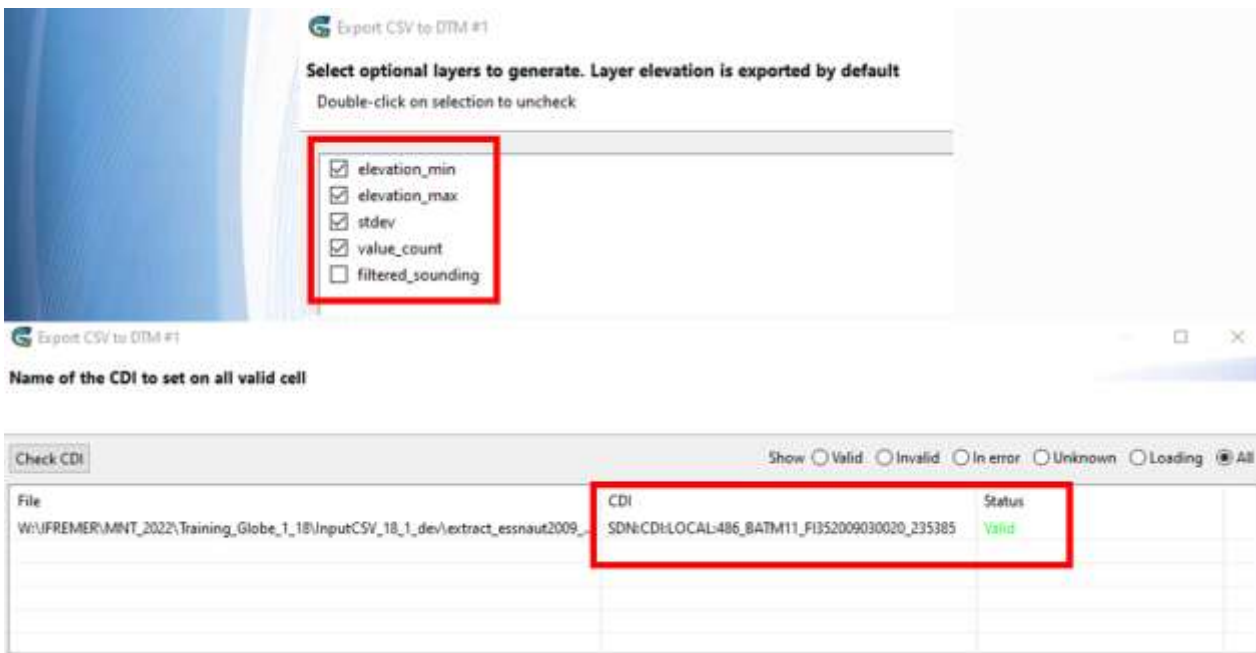 Export CSV to DTM #1
Select optional layers to generate. Layer elevation is exported by default
Double-click on selection to uncheck
elevation_min
elevation_max
stdev
value_count
filtered_sounding
Export CSV to DTM #1
Name of the CDI to set on all valid cell
Check CDI Show Valid Invalid In error Unknown Loading All
File CDI Status
W:\IFREMER\MNT_2022\Training_Globe_1_18\InputCSV_18_1_dev\extract_essnaut2009_... SDN:CDI:LOCAL:486_BATM11_FI352009030020_235385 Valid